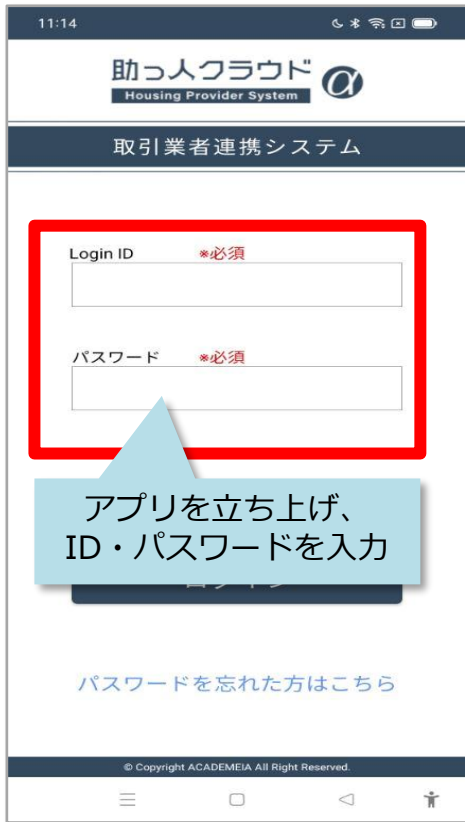 11:14
助っ人クラウド α
Housing Provider System
取引業者連携システム
Login ID ※必須
パスワード ※必須
アプリを立ち上げ、
ID・パスワードを入力
パスワードを忘れた方はこちら
© Copyright ACADEMEIA All Right Reserved.